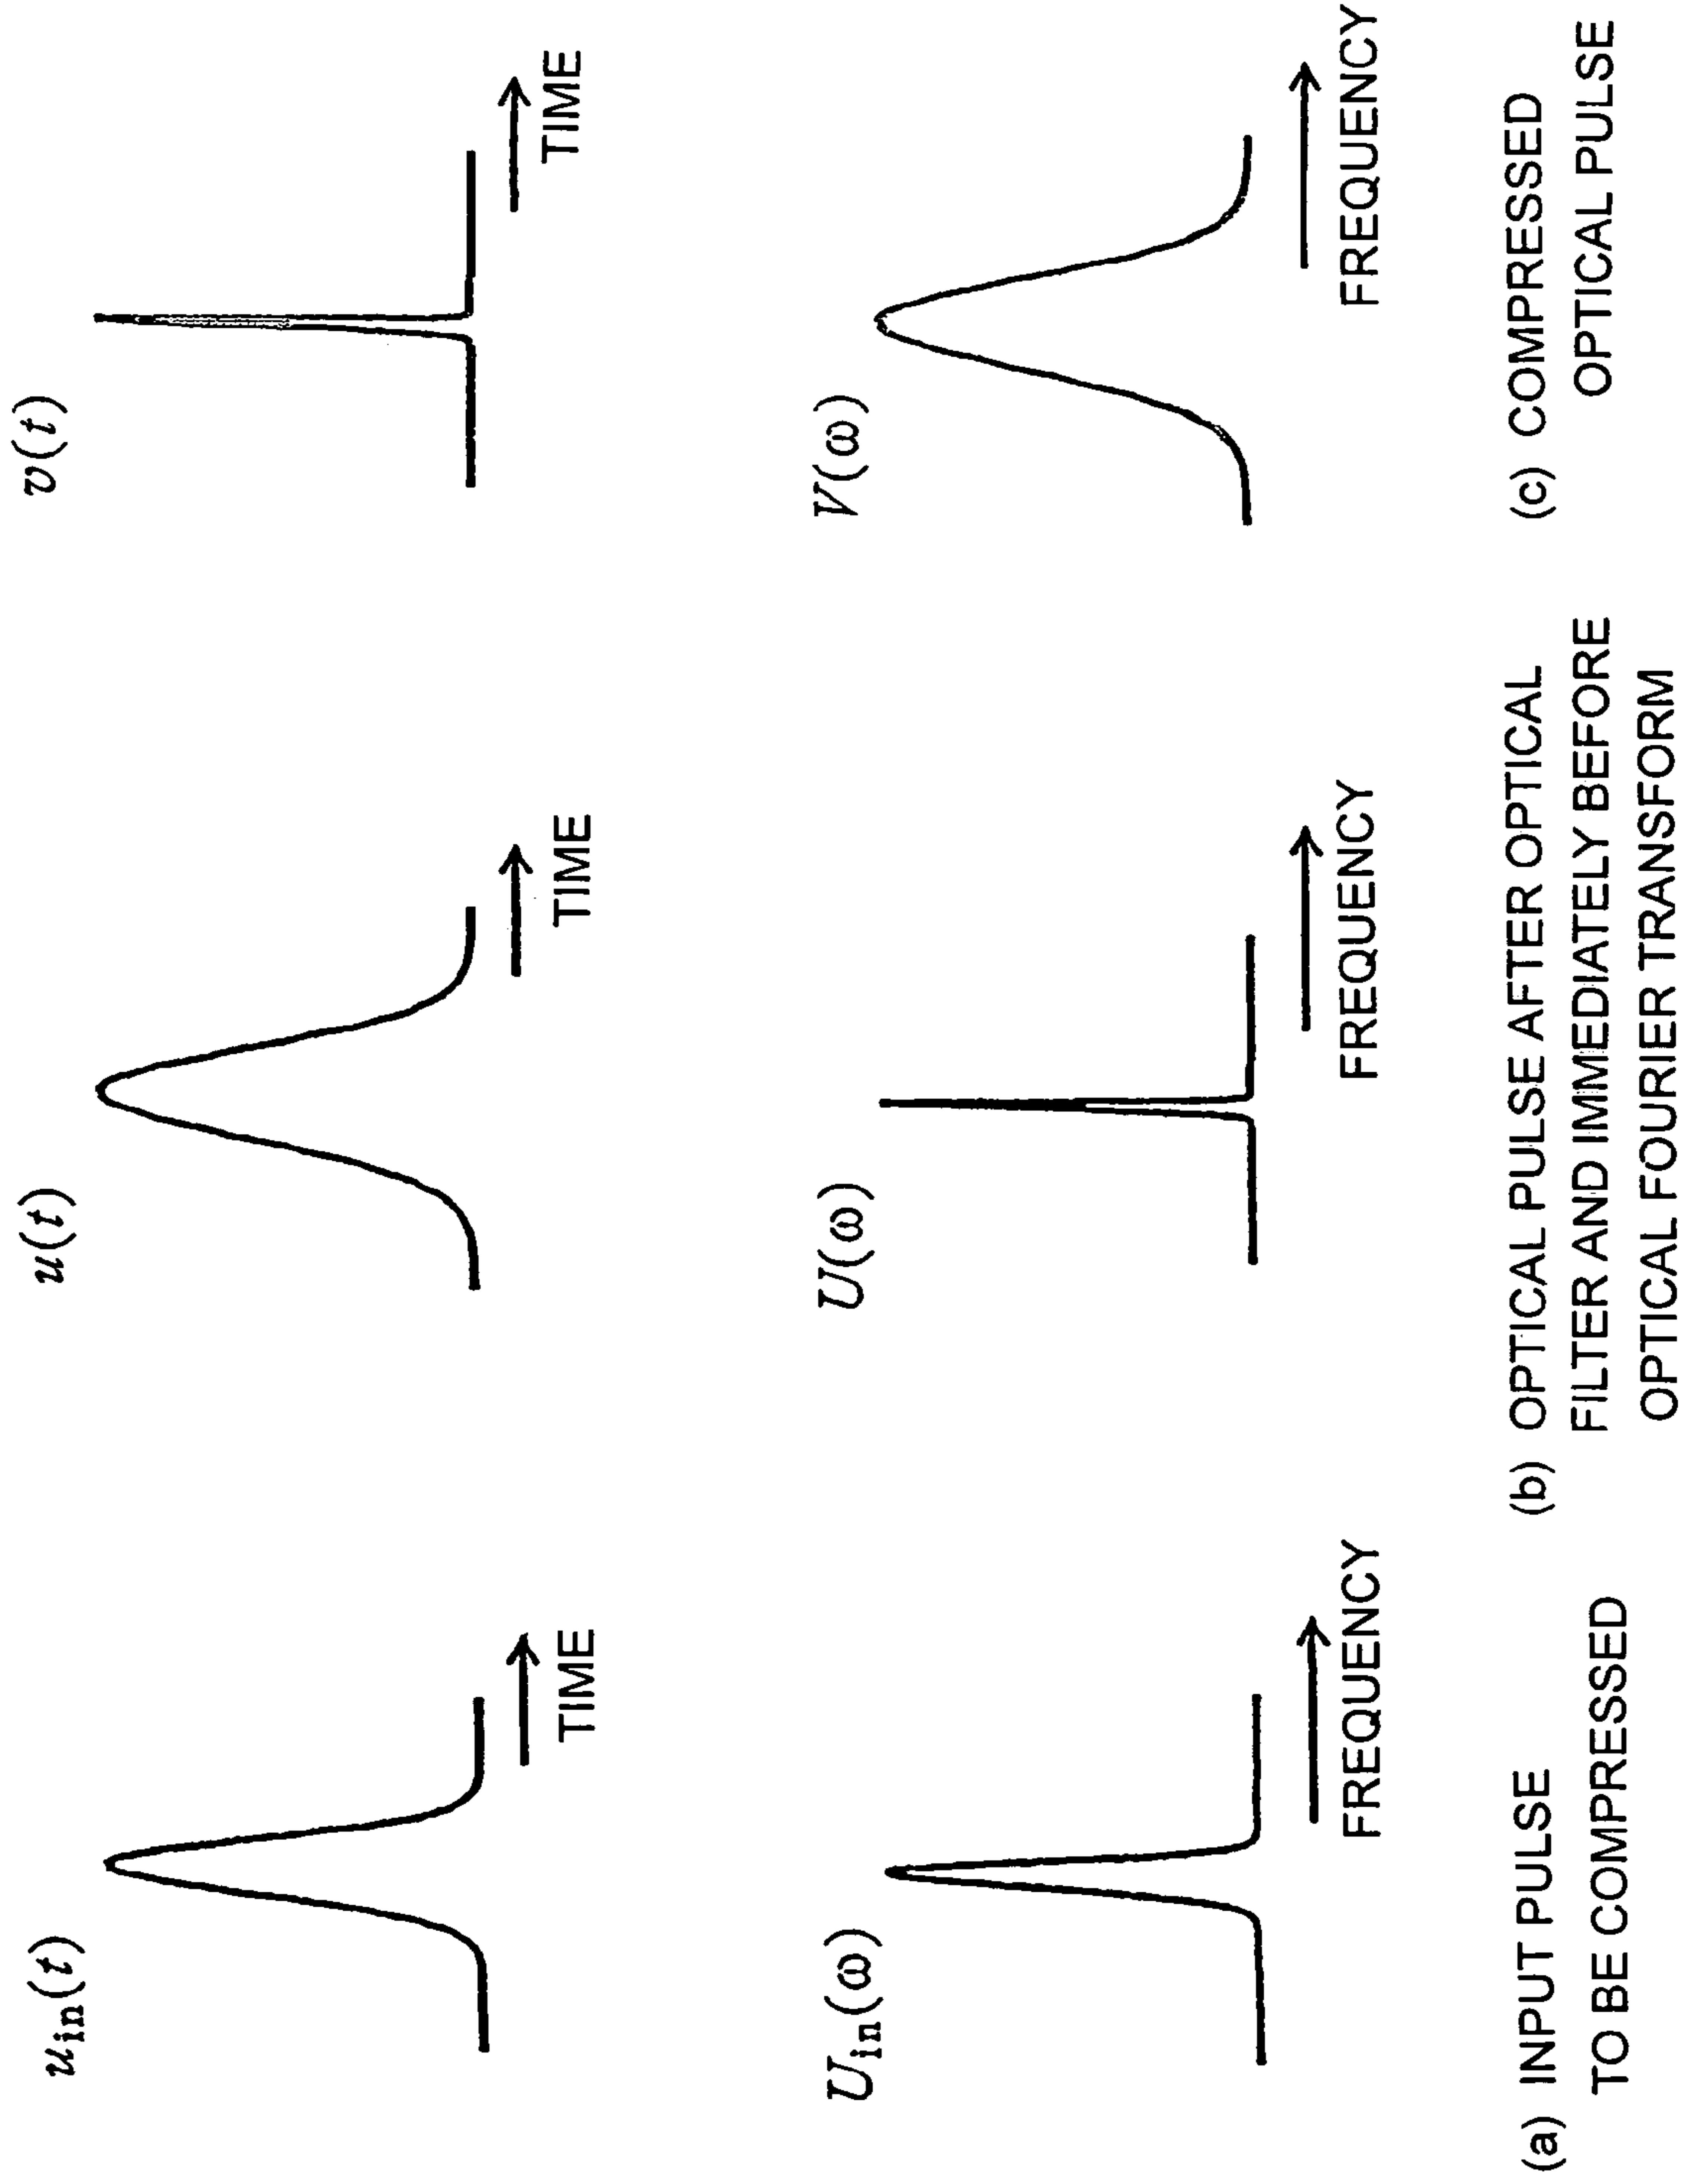 u_in(t)
TIME
U_in(ω)
FREQUENCY
(a) INPUT PULSE
TO BE COMPRESSED
u(t)
TIME
U(ω)
FREQUENCY
(b) OPTICAL PULSE AFTER OPTICAL
FILTER AND IMMEDIATELY BEFORE
OPTICAL FOURIER TRANSFORM
v(t)
TIME
V(ω)
FREQUENCY
(c) COMPRESSED
OPTICAL PULSE